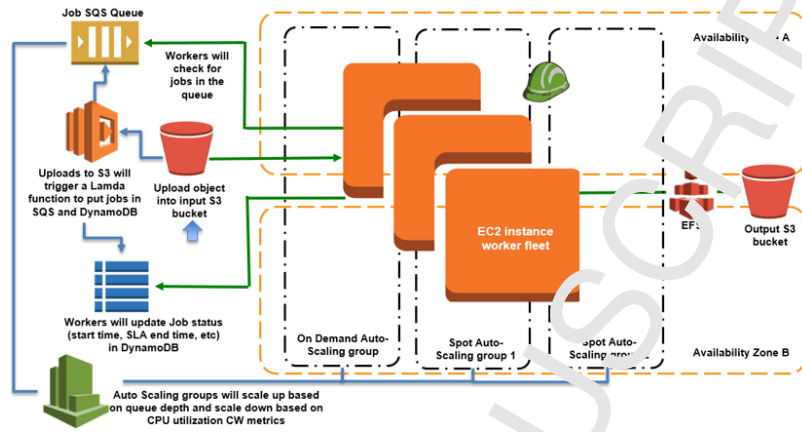 Job SQS Queue
Workers will
check for
jobs in the
queue
Uploads to S3 will
trigger a Lamda
function to put jobs in
SQS and DynamoDB
Upload object
into input S3
bucket
Workers will update Job status
(start time, SLA end time, etc)
in DynamoDB
Auto Scaling groups will scale up based
on queue depth and scale down based on
CPU utilization CW metrics
EC2 instance
worker fleet
On Demand Auto-
Scaling group
Spot Auto-
Scaling group 1
Spot Auto-
Scaling
Availability A
Availability Zone B
Output S3
bucket